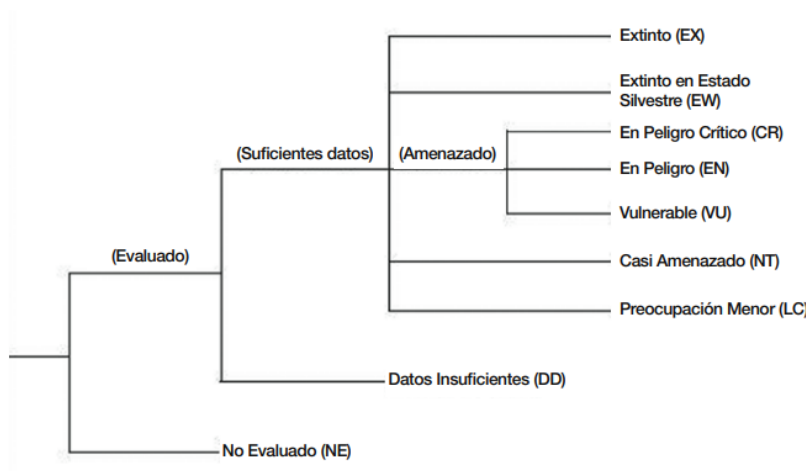 Extinto (EX)
Extinto en Estado
Silvestre (EW)
En Peligro Crítico (CR)
(Suficientes datos)
(Amenazado)
En Peligro (EN)
Vulnerable (VU)
(Evaluado)
Casi Amenazado (NT)
Preocupación Menor (LC)
Datos Insuficientes (DD)
No Evaluado (NE)